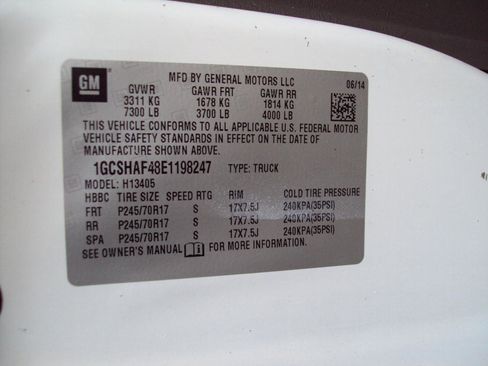 GM
MFD BY GENERAL MOTORS LLC
06/14
GVWR GAWR FRT GAWR RR
3311 KG 1678 KG 1814 KG
7300 LB 3700 LB 4000 LB
THIS VEHICLE CONFORMS TO ALL APPLICABLE U.S. FEDERAL MOTOR
VEHICLE SAFETY STANDARDS IN EFFECT ON THE DATE OF
MANUFACTURE SHOWN ABOVE.
1GCSHAF48E1198247 TYPE: TRUCK
MODEL: H13405
HBBC TIRE SIZE SPEED RTG RIM COLD TIRE PRESSURE
FRT P245/70R17 S 17X7.5J 240KPA(35PSI)
RR P245/70R17 S 17X7.5J 240KPA(35PSI)
SPA P245/70R17 S 17X7.5J 240KPA(35PSI)
SEE OWNER'S MANUAL FOR MORE INFORMATION.